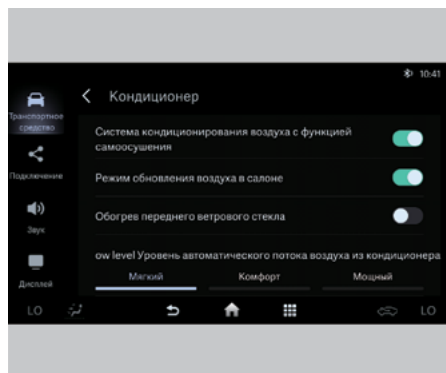 10:41
Кондиционер
Транспортное
средство
Система кондиционирования воздуха с функцией
самоосушения
Подключение
Режим обновления воздуха в салоне
Звук
Обогрев переднего ветрового стекла
ow level Уровень автоматического потока воздуха из кондиционера
Дисплей
Мягкий Комфорт Мощный
LO LO